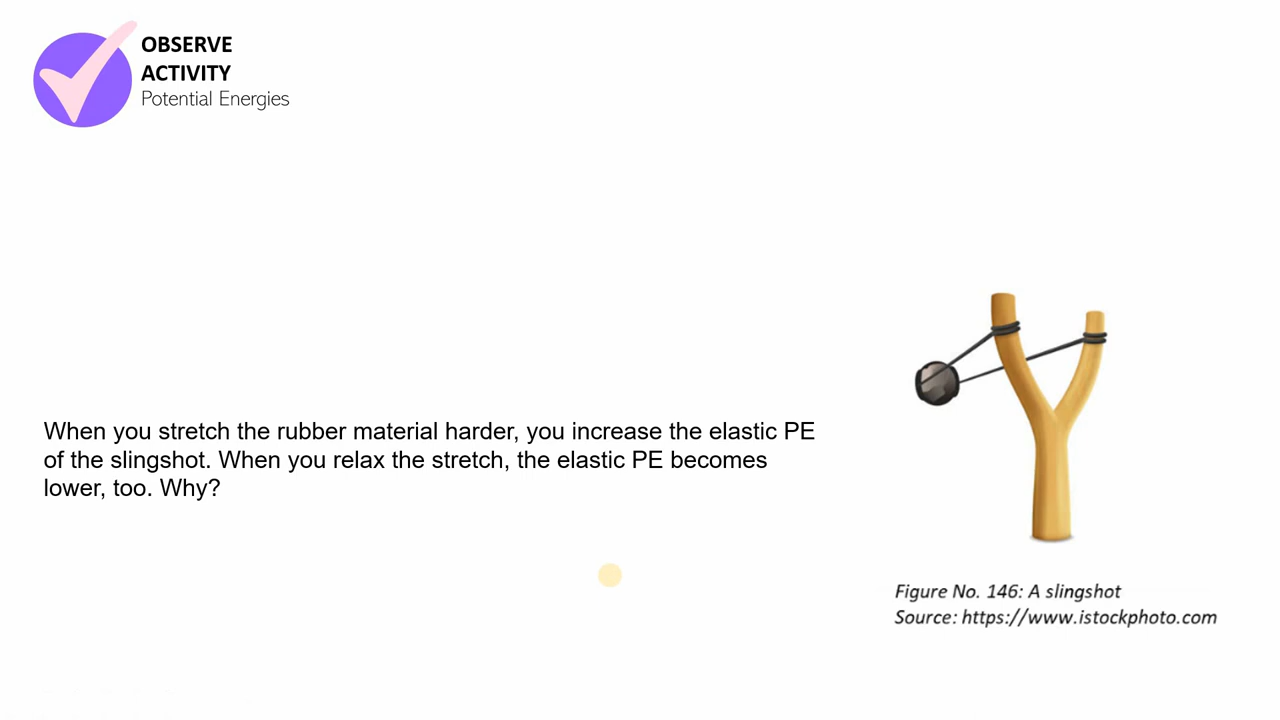 OBSERVE
ACTIVITY
Potential Energies
When you stretch the rubber material harder, you increase the elastic PE
of the slingshot. When you relax the stretch, the elastic PE becomes
lower, too. Why?
Figure No. 146: A slingshot
Source: https://www.istockphoto.com